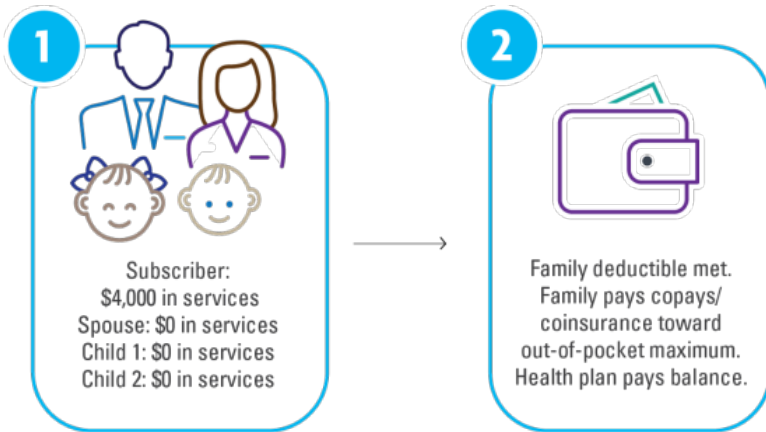 1
Subscriber:
$4,000 in services
Spouse: $0 in services
Child 1: $0 in services
Child 2: $0 in services
2
Family deductible met.
Family pays copays/
coinsurance toward
out-of-pocket maximum.
Health plan pays balance.